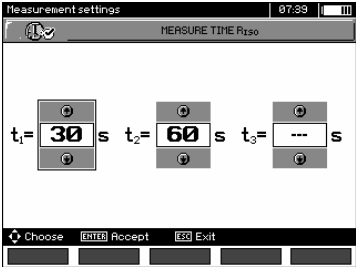 Measurement settings 07:39
MEASURE TIME RISO
t1= 30 s t2= 60 s t3= --- s
Choose ENTER Accept ESC Exit